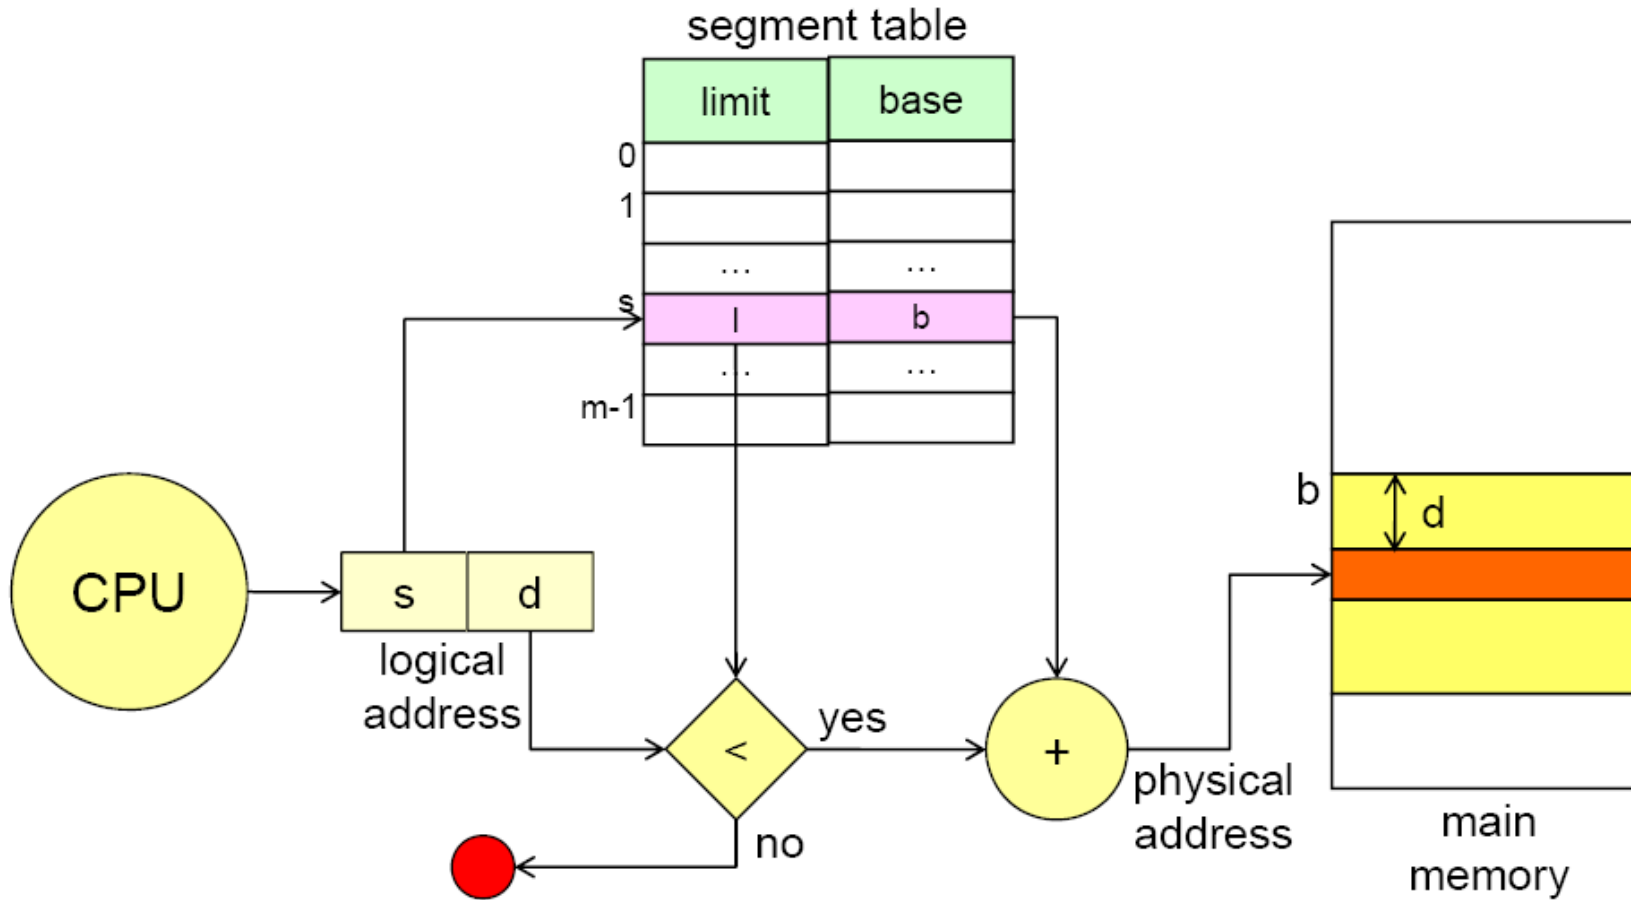 segment table
limit base
0
1
… …
s
l b
… …
m-1
CPU
s d
logical
address
<
yes
no
+
physical
address
b
d
main
memory